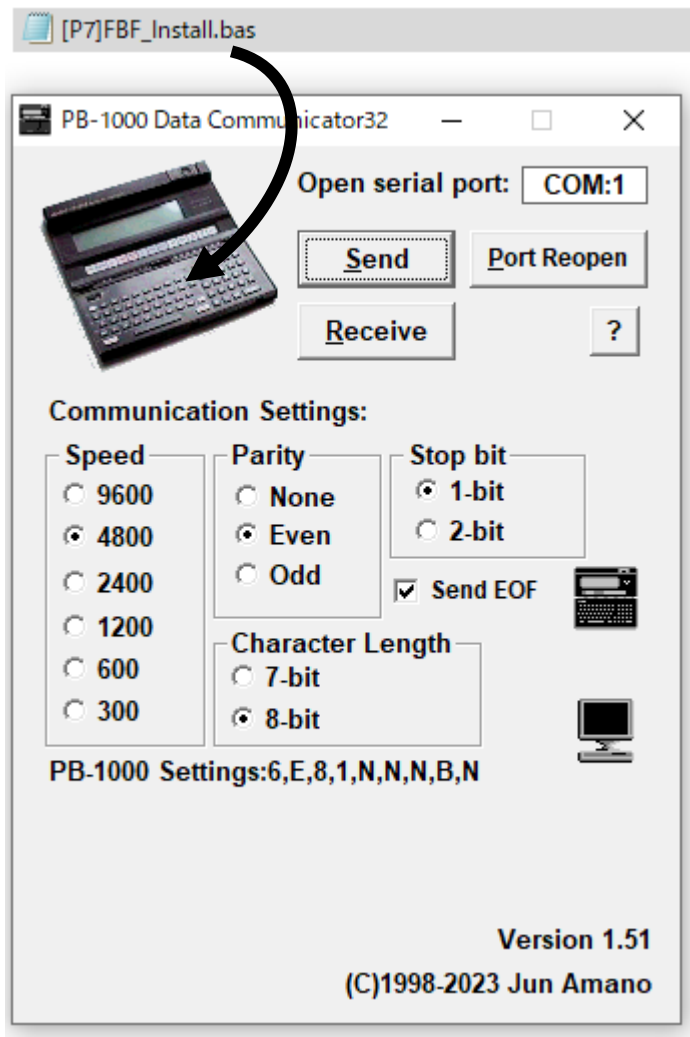 [P7]FBF_Install.bas
PB-1000 Data Communicator32
Open serial port: COM:1
Send Port Reopen
Receive ?
Communication Settings:
Speed Parity Stop bit
9600 None 1-bit
4800 Even 2-bit
2400 Odd Send EOF
1200
600 Character Length
300 7-bit
8-bit
PB-1000 Settings:6,E,8,1,N,N,N,B,N
Version 1.51
(C)1998-2023 Jun Amano